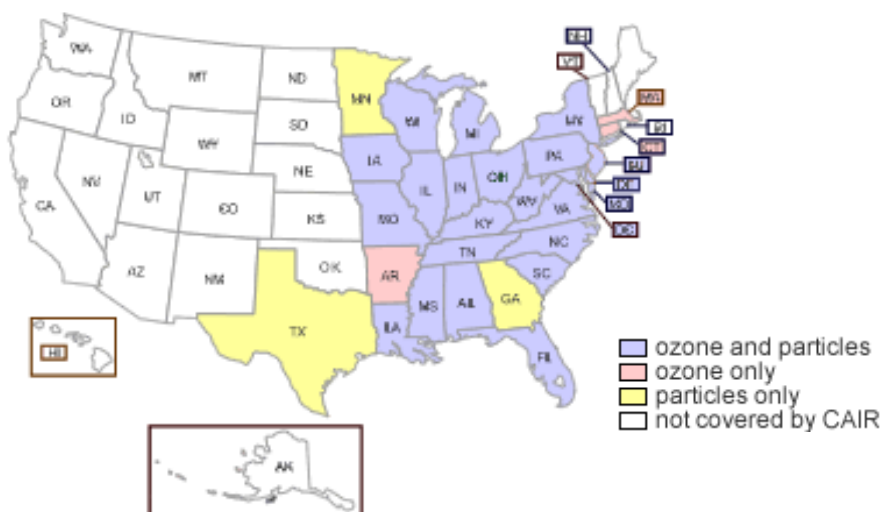 WA
MT
ND
MN
OR
ID
SD
WI
MI
NY
WY
IA
NE
PA
NV
UT
CO
IL
IN
OH
CA
KS
MO
WV
VA
KY
NC
TN
AZ
NM
OK
AR
SC
MS
AL
GA
TX
LA
FL
HI
AK
NH
VT
MA
RI
NJ
DE
MD
DC
ozone and particles
ozone only
particles only
not covered by CAIR